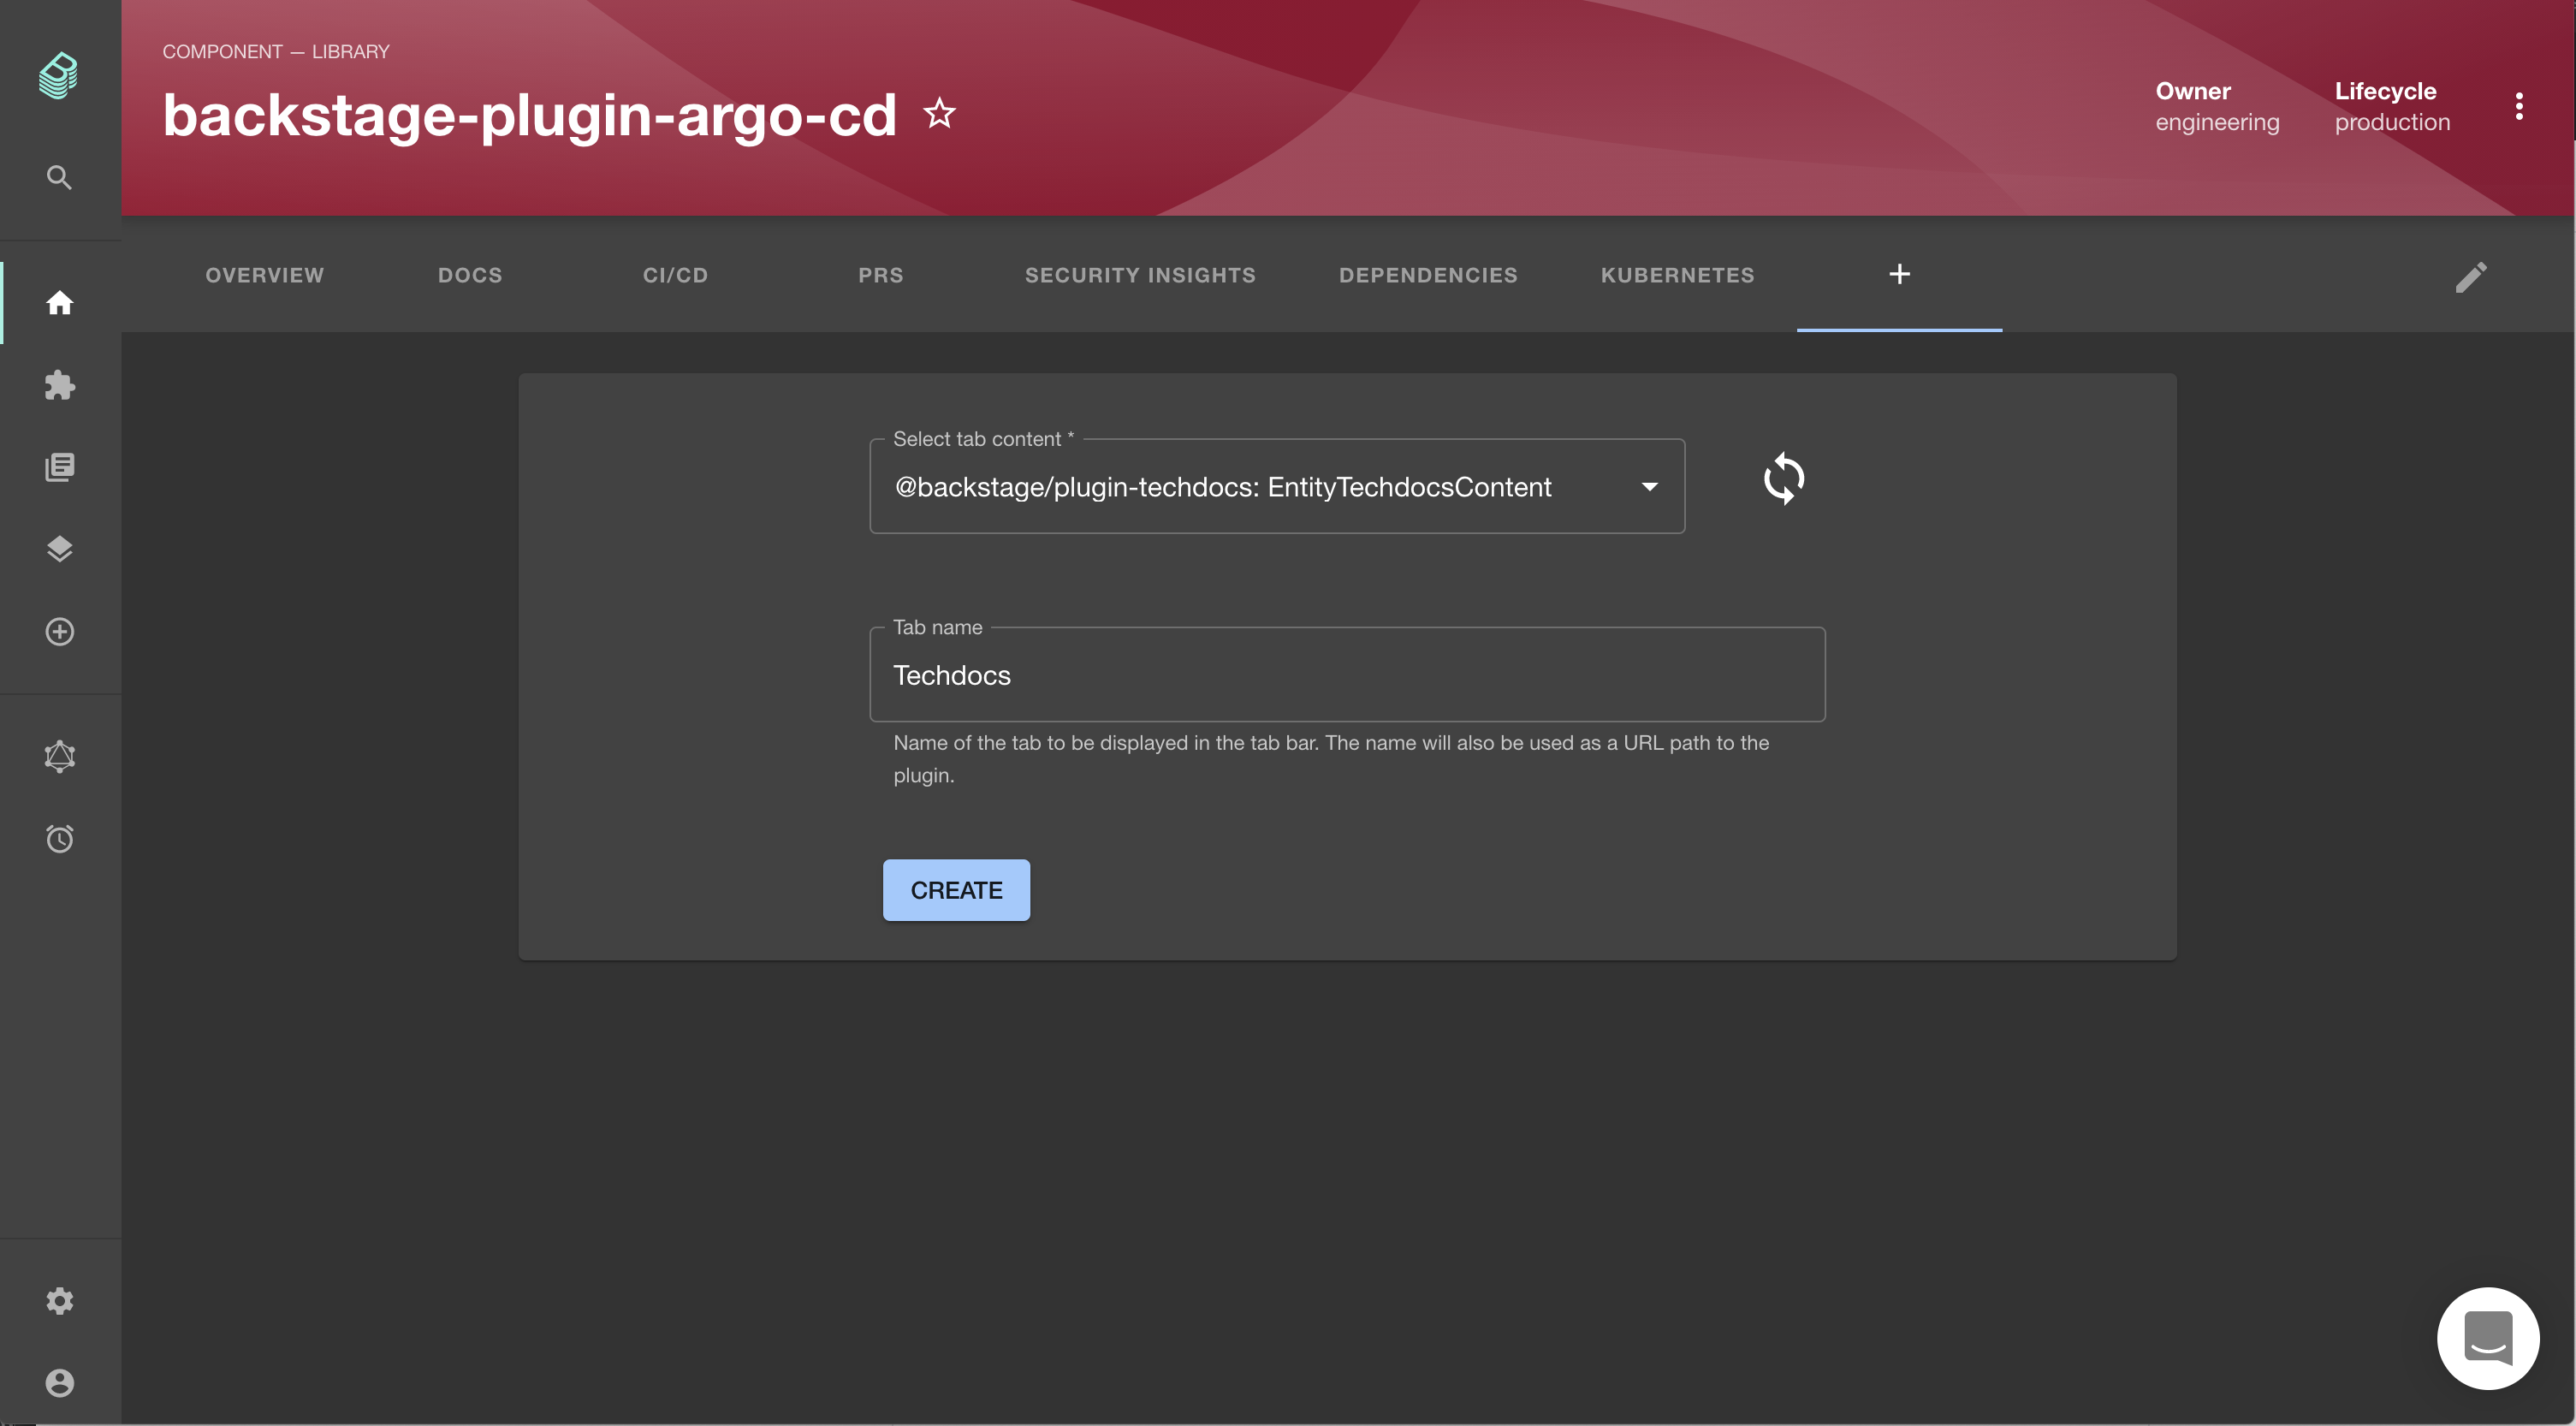 COMPONENT — LIBRARY
backstage-plugin-argo-cd
Owner
engineering
Lifecycle
production
OVERVIEW DOCS CI/CD PRS SECURITY INSIGHTS DEPENDENCIES KUBERNETES +
Select tab content *
@backstage/plugin-techdocs: EntityTechdocsContent
Tab name
Techdocs
Name of the tab to be displayed in the tab bar. The name will also be used as a URL path to the
plugin.
CREATE